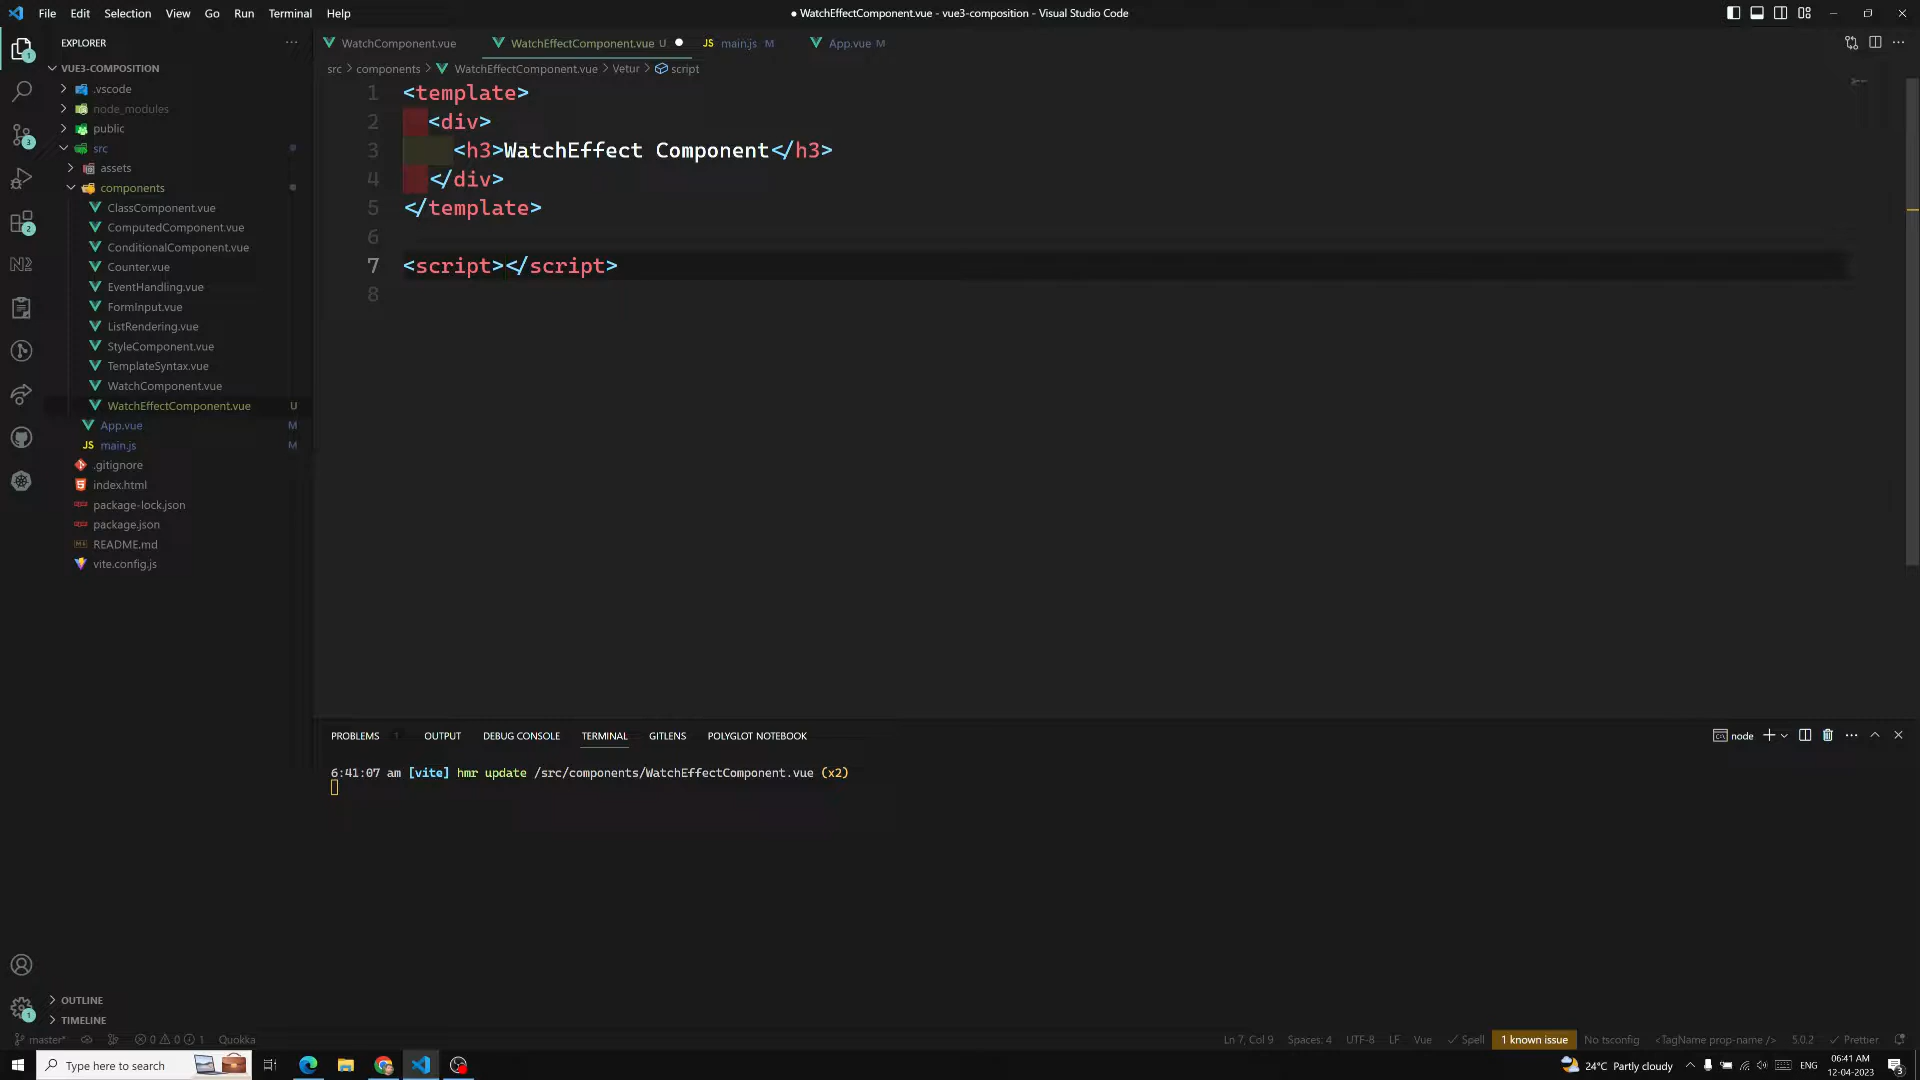 File Edit Selection View Go Run Terminal Help
● WatchEffectComponent.vue - vue3-composition - Visual Studio Code
EXPLORER
WatchComponent.vue
WatchEffectComponent.vue U
JS main.js M
App.vue M
VUE3-COMPOSITION
src > components > WatchEffectComponent.vue > Vetur > script
.vscode
node_modules
public
src
assets
components
ClassComponent.vue
ComputedComponent.vue
ConditionalComponent.vue
Counter.vue
EventHandling.vue
FormInput.vue
ListRendering.vue
StyleComponent.vue
TemplateSyntax.vue
WatchComponent.vue
WatchEffectComponent.vue U
App.vue M
JS main.js M
.gitignore
index.html
package-lock.json
package.json
README.md
vite.config.js
1 <template>
2 <div>
3 <h3>WatchEffect Component</h3>
4 </div>
5 </template>
6
7 <script></script>
8
PROBLEMS 1 OUTPUT DEBUG CONSOLE TERMINAL GITLENS POLYGLOT NOTEBOOK
node
6:41:07 am [vite] hmr update /src/components/WatchEffectComponent.vue (x2)
OUTLINE
TIMELINE
master* 0 0 1 Quokka
Ln 7, Col 9 Spaces: 4 UTF-8 LF Vue Spell 1 known issue No tsconfig <TagName prop-name /> 5.0.2 Prettier
Type here to search
24°C Partly cloudy
ENG
06:41 AM
12-04-2023
3